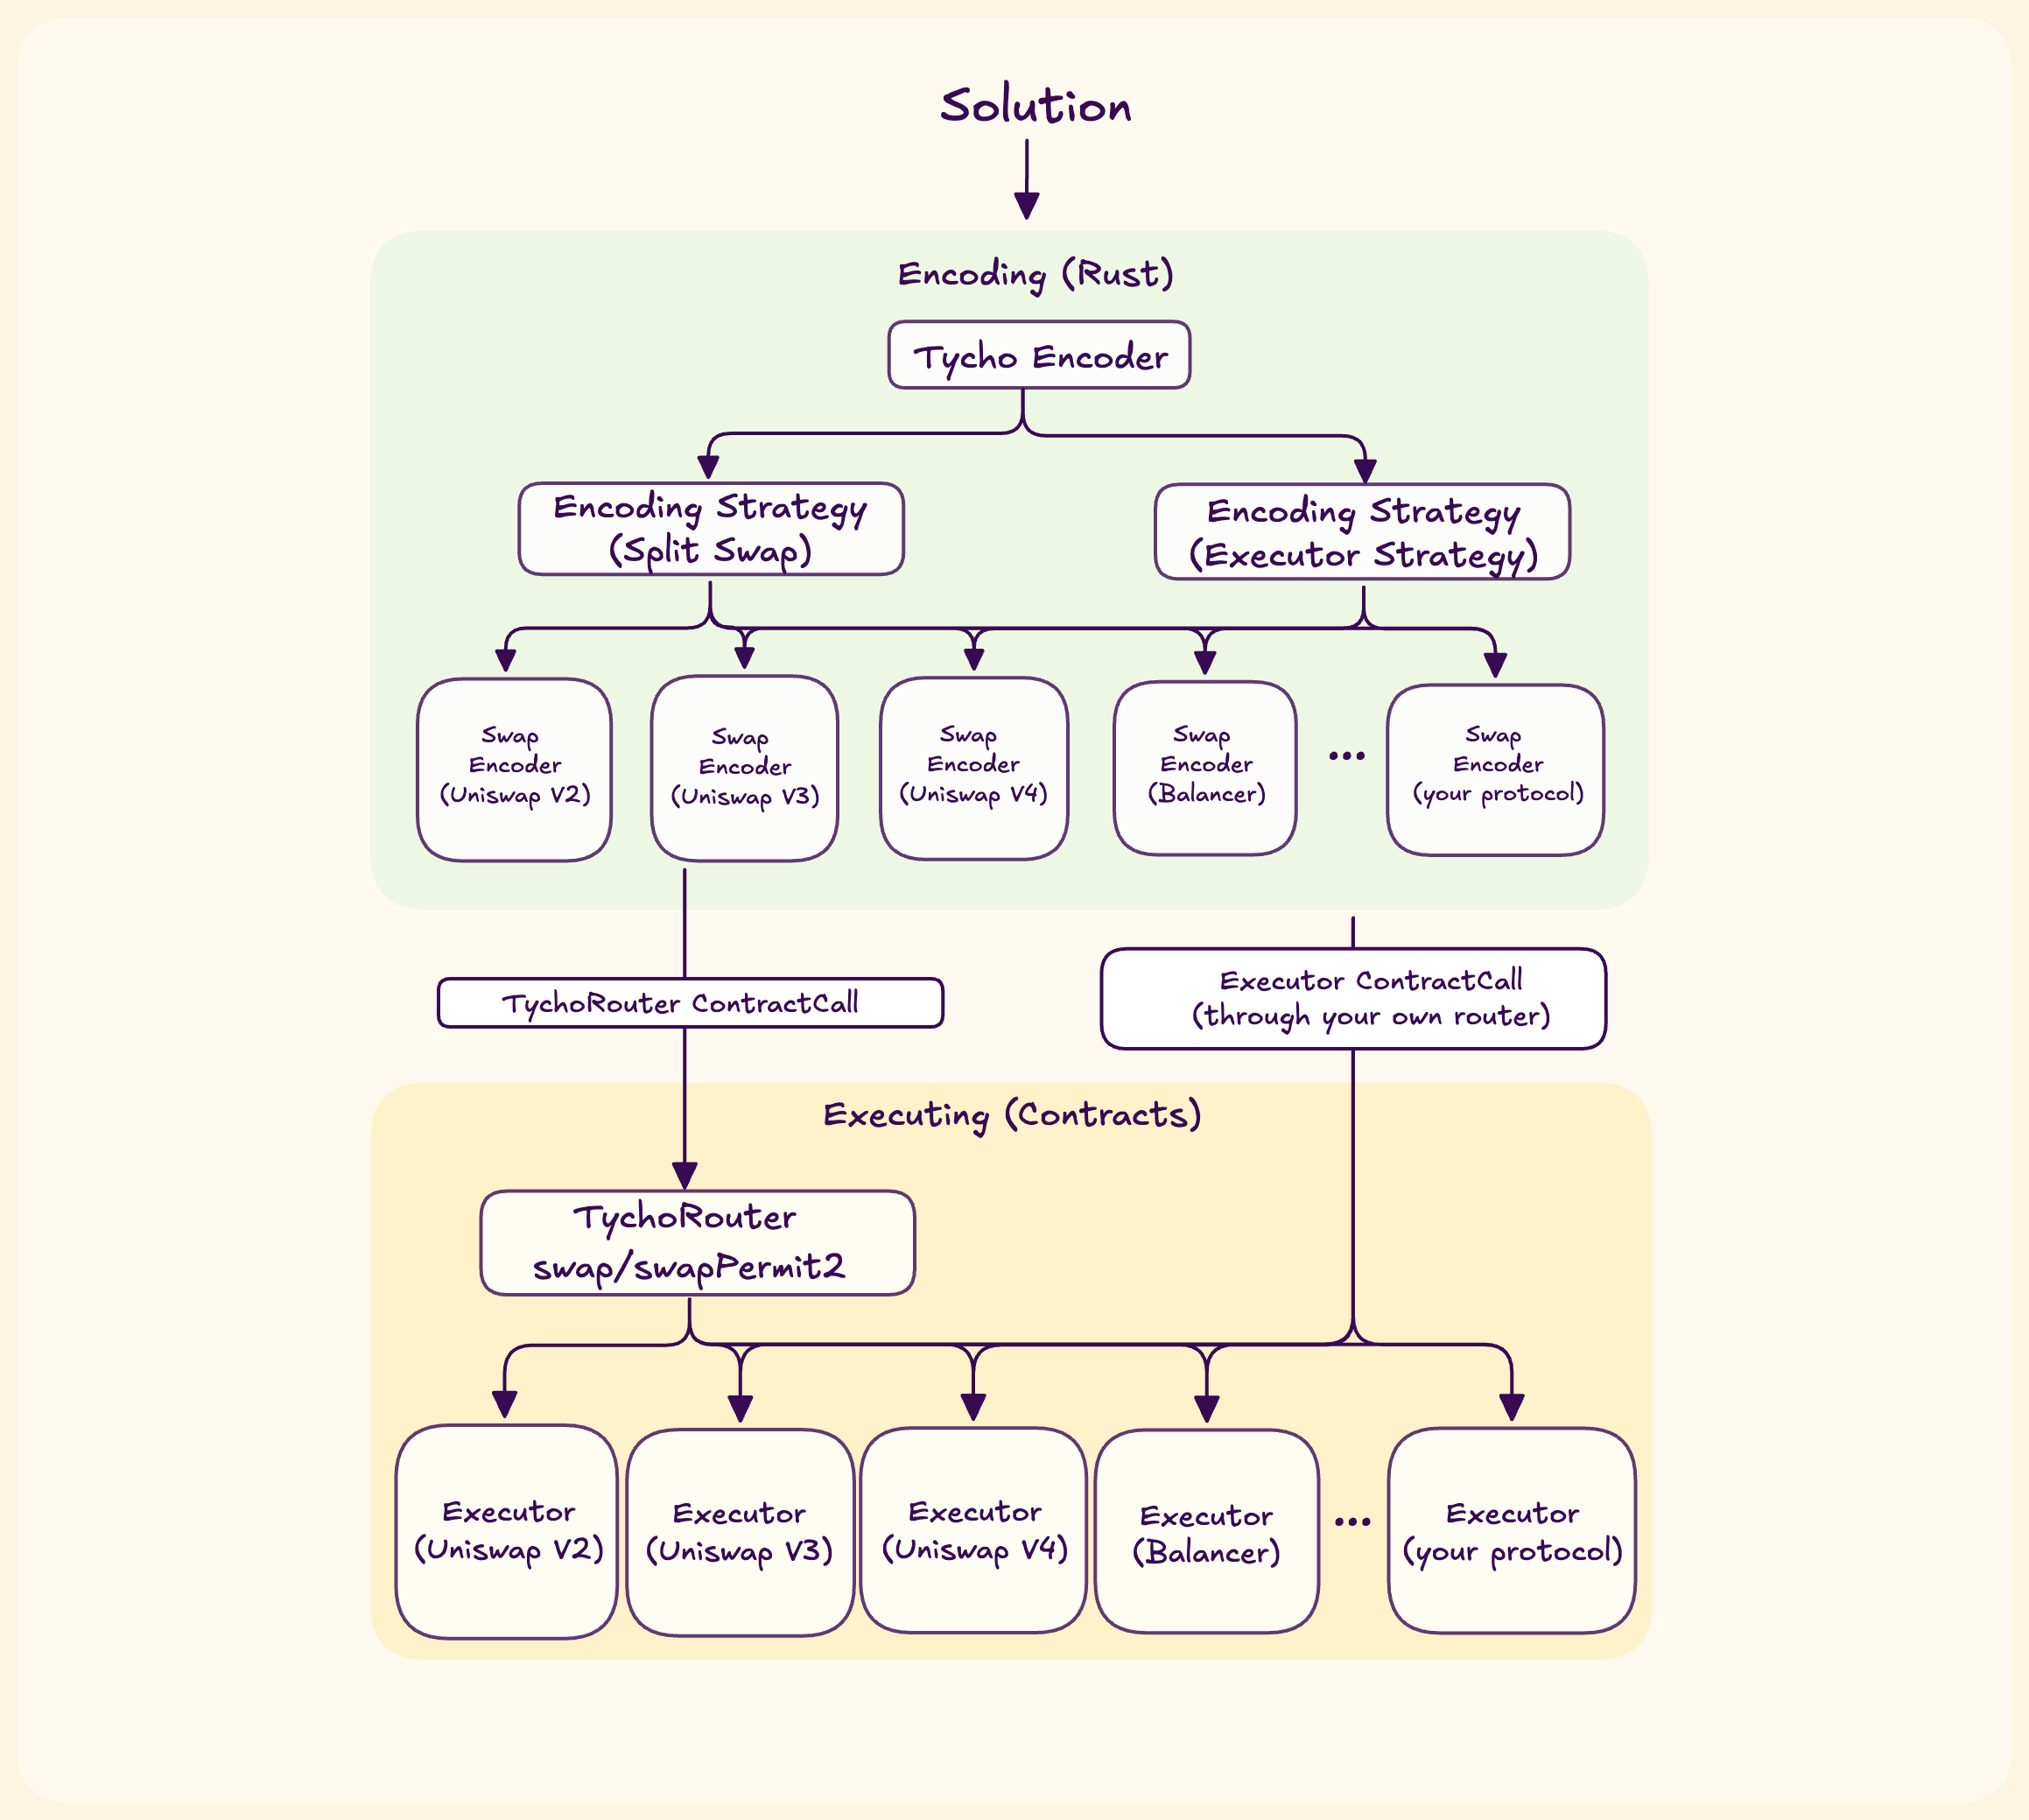 Solution
Encoding (Rust)
Tycho Encoder
Encoding Strategy
(Split Swap)
Encoding Strategy
(Executor Strategy)
Swap
Encoder
(Uniswap V2)
Swap
Encoder
(Uniswap V3)
Swap
Encoder
(Uniswap V4)
Swap
Encoder
(Balancer)
...
Swap
Encoder
(your protocol)
TychoRouter ContractCall
Executor ContractCall
(through your own router)
Executing (Contracts)
TychoRouter
swap/swapPermit2
Executor
(Uniswap V2)
Executor
(Uniswap V3)
Executor
(Uniswap V4)
Executor
(Balancer)
...
Executor
(your protocol)